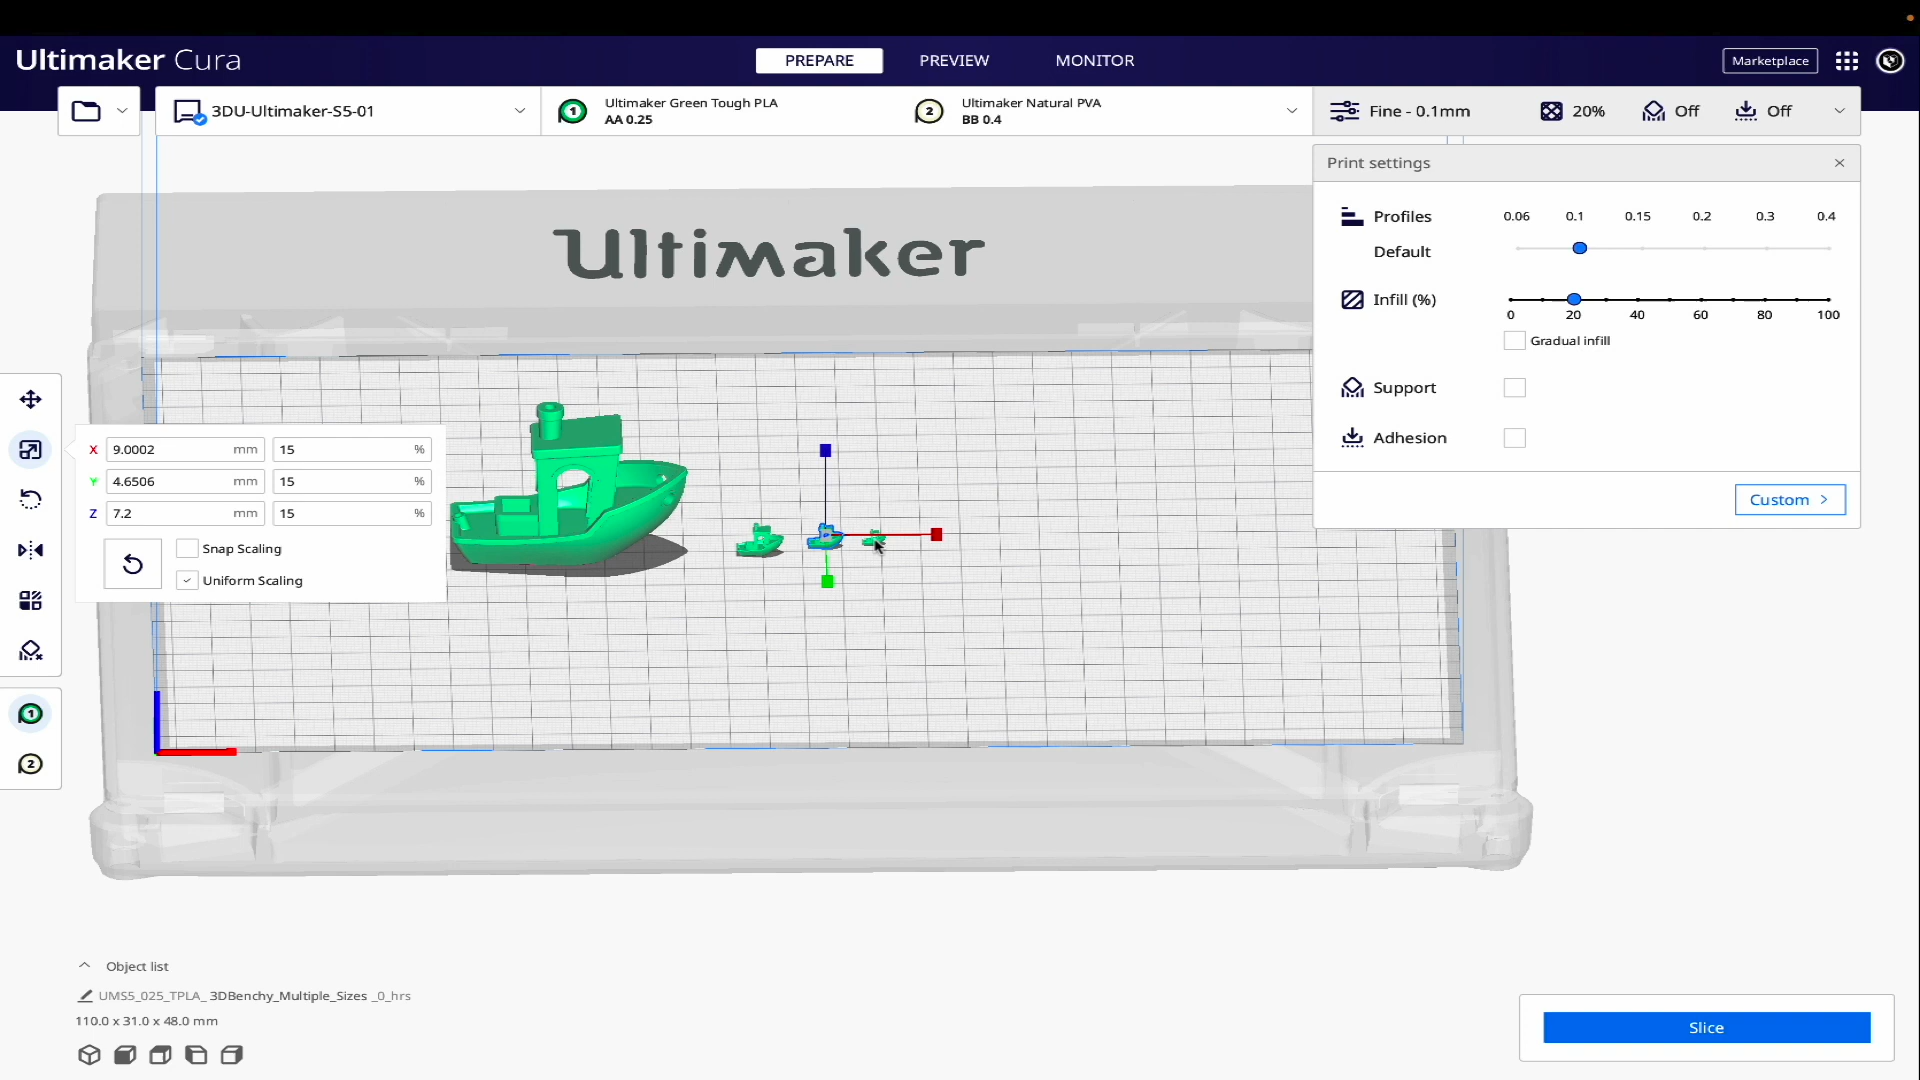 Ultimaker Cura
PREPARE
PREVIEW
MONITOR
Marketplace
3DU-Ultimaker-S5-01
1
Ultimaker Green Tough PLA
AA 0.25
2
Ultimaker Natural PVA
BB 0.4
Fine - 0.1mm
20%
Off
Off
Print settings
Profiles
0.06 0.1 0.15 0.2 0.3 0.4
Default
Infill (%)
0 20 40 60 80 100
Gradual infill
Support
Adhesion
Custom
Ultimaker
X 9.0002 mm 15 %
Y 4.6506 mm 15 %
Z 7.2 mm 15 %
Snap Scaling
Uniform Scaling
1
2
Object list
UMS5_025_TPLA_ 3DBenchy_Multiple_Sizes _0_hrs
110.0 x 31.0 x 48.0 mm
Slice